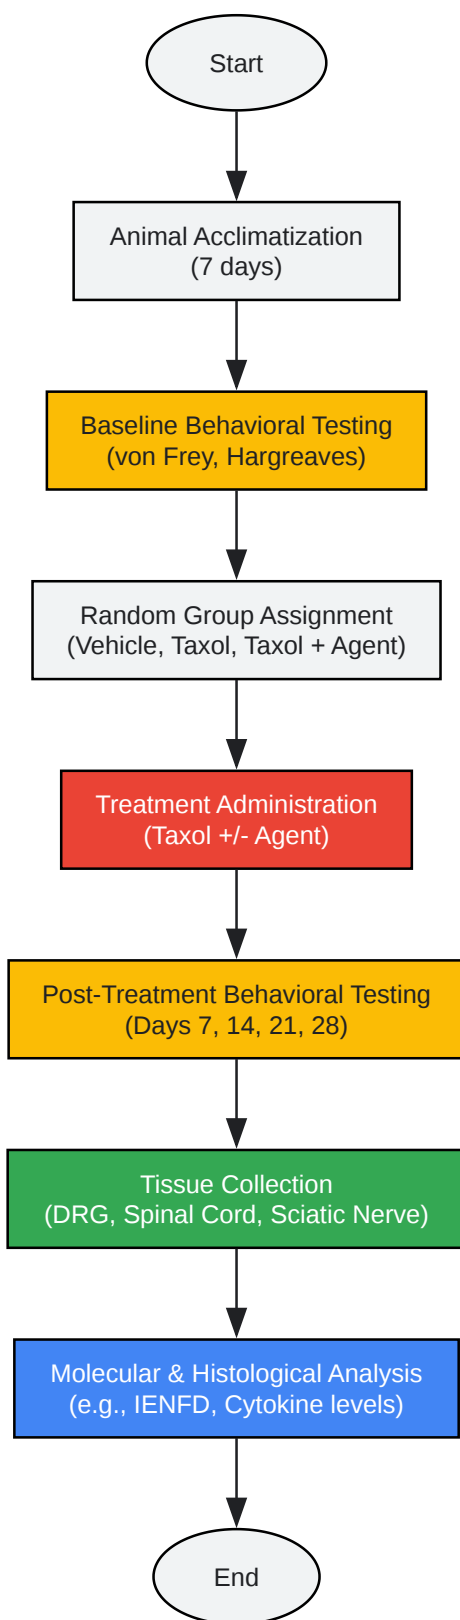 Start
Animal Acclimatization
(7 days)
Baseline Behavioral Testing
(von Frey, Hargreaves)
Random Group Assignment
(Vehicle, Taxol, Taxol + Agent)
Treatment Administration
(Taxol +/- Agent)
Post-Treatment Behavioral Testing
(Days 7, 14, 21, 28)
Tissue Collection
(DRG, Spinal Cord, Sciatic Nerve)
Molecular & Histological Analysis
(e.g., IENFD, Cytokine levels)
End